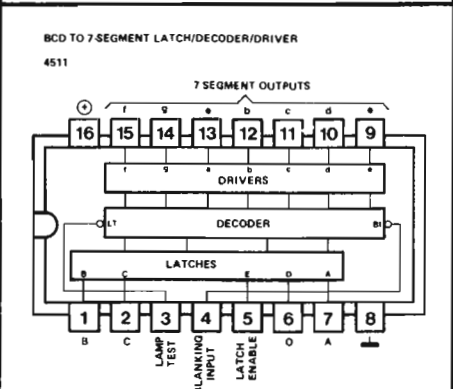 BCD TO 7-SEGMENT LATCH/DECODER/DRIVER
4511
7 SEGMENT OUTPUTS
+ f g e b c d e
16 15 14 13 12 11 10 9
f g a b c d e
DRIVERS
LT DECODER BI
LATCHES
B C E D A
1 2 3 4 5 6 7 8
B C LAMP TEST BLANKING INPUT LATCH ENABLE O A